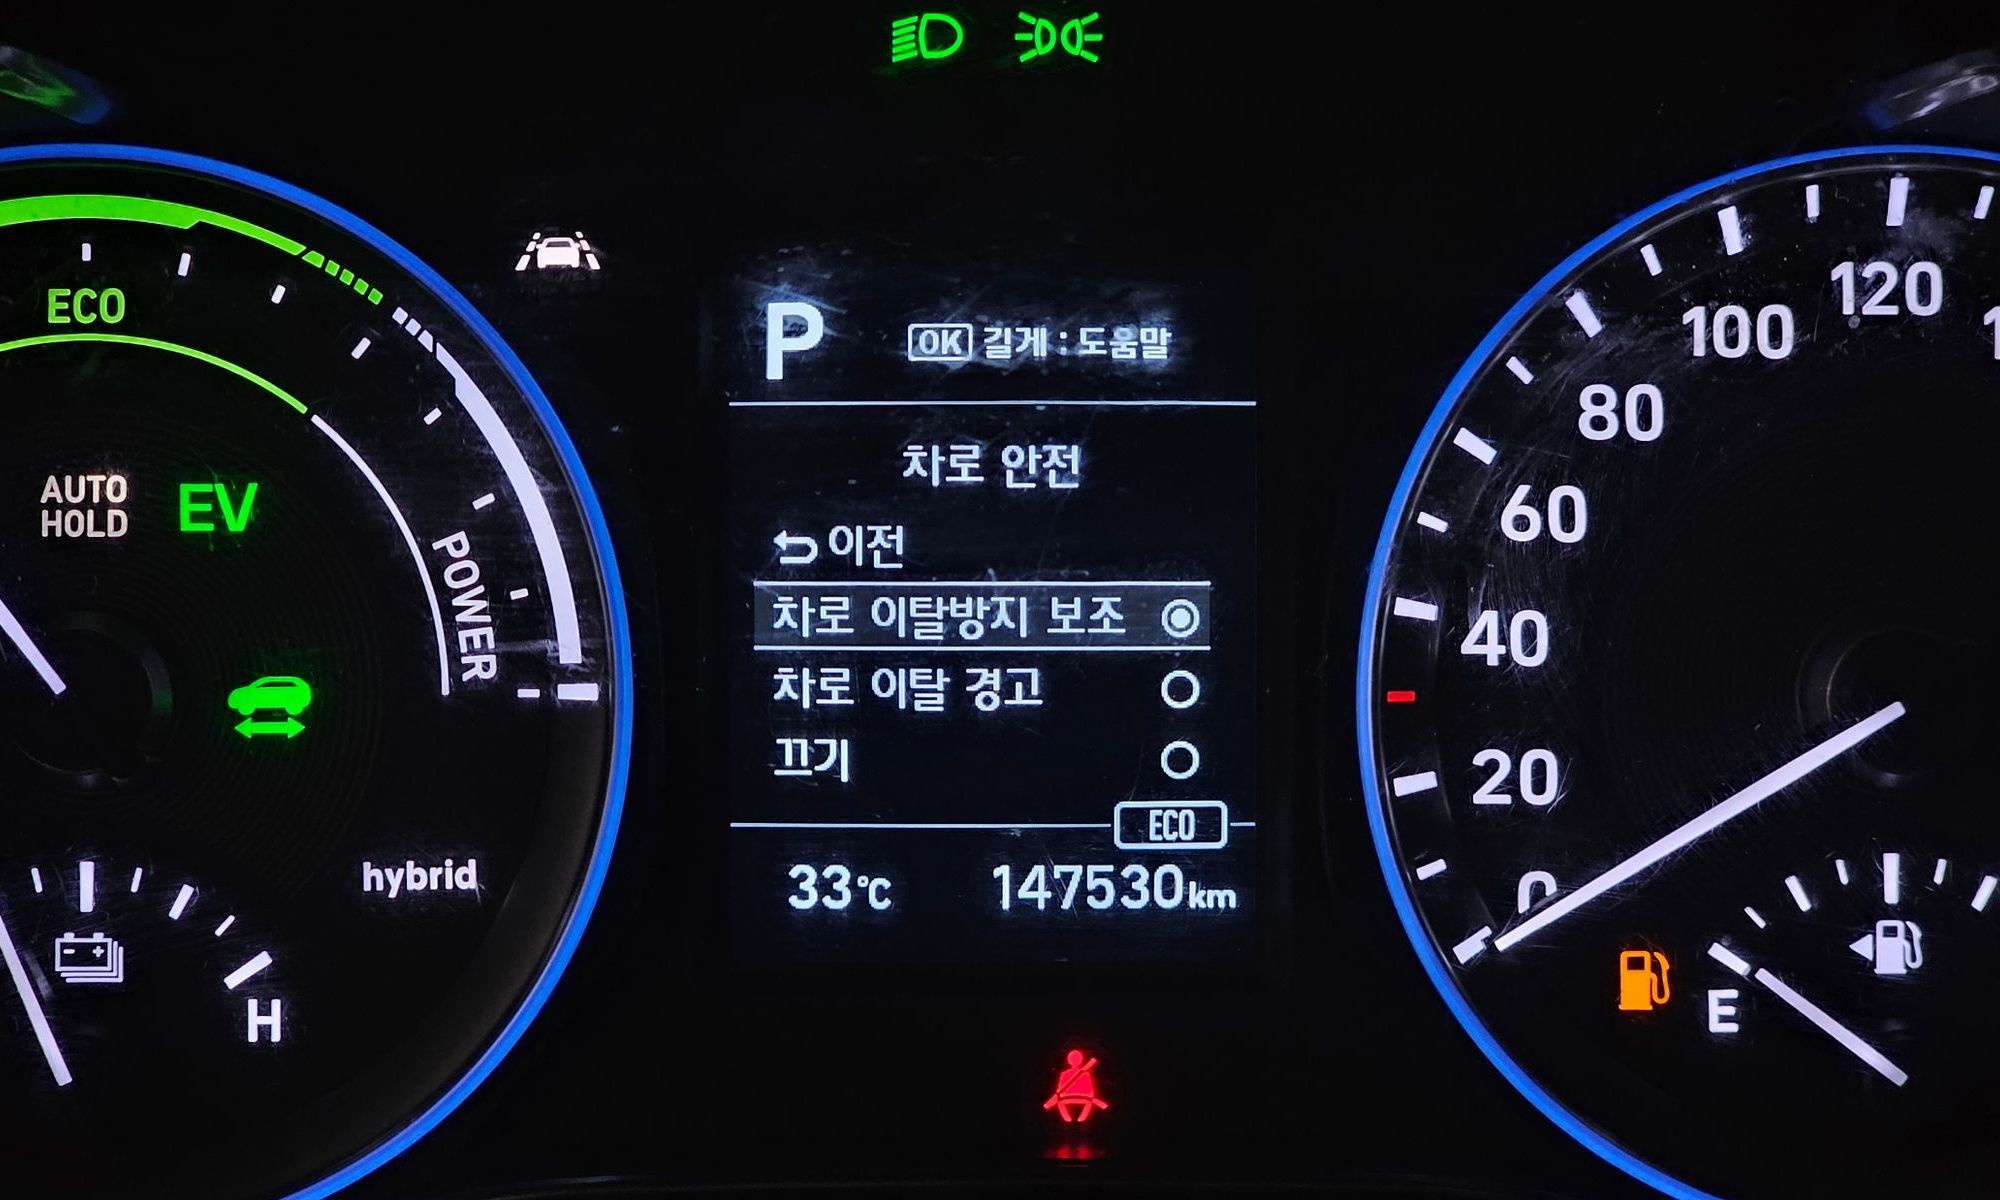 P
OK 길게 : 도움말
차로 안전
이전
차로 이탈방지 보조
차로 이탈 경고
끄기
ECO
33°C 147530km
ECO
AUTO
HOLD
EV
POWER
hybrid
H
120
100
80
60
40
20
0
E